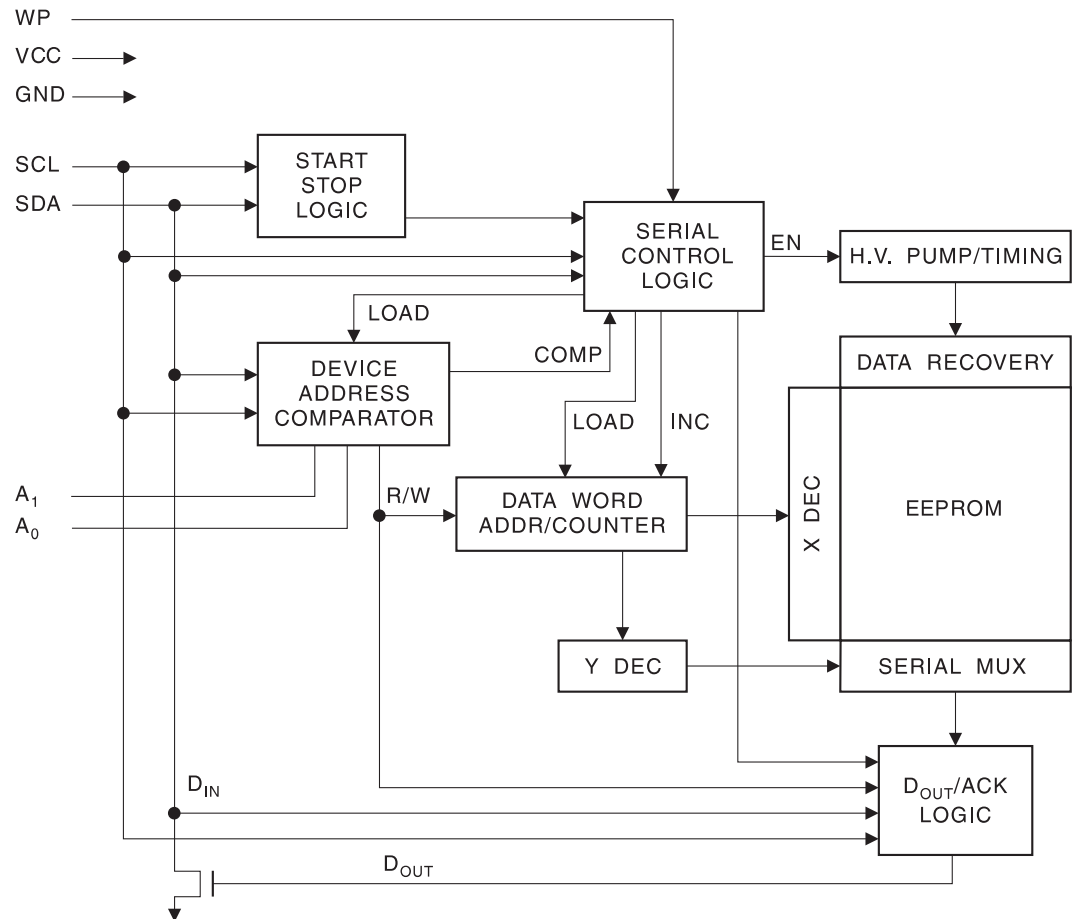 WP
VCC
GND
SCL
SDA
START
STOP
LOGIC
SERIAL
CONTROL
LOGIC
EN
H.V. PUMP/TIMING
LOAD
COMP
DEVICE
ADDRESS
COMPARATOR
DATA RECOVERY
LOAD
INC
A1
A0
R/W
DATA WORD
ADDR/COUNTER
X DEC
EEPROM
Y DEC
SERIAL MUX
DIN
DOUT/ACK
LOGIC
DOUT